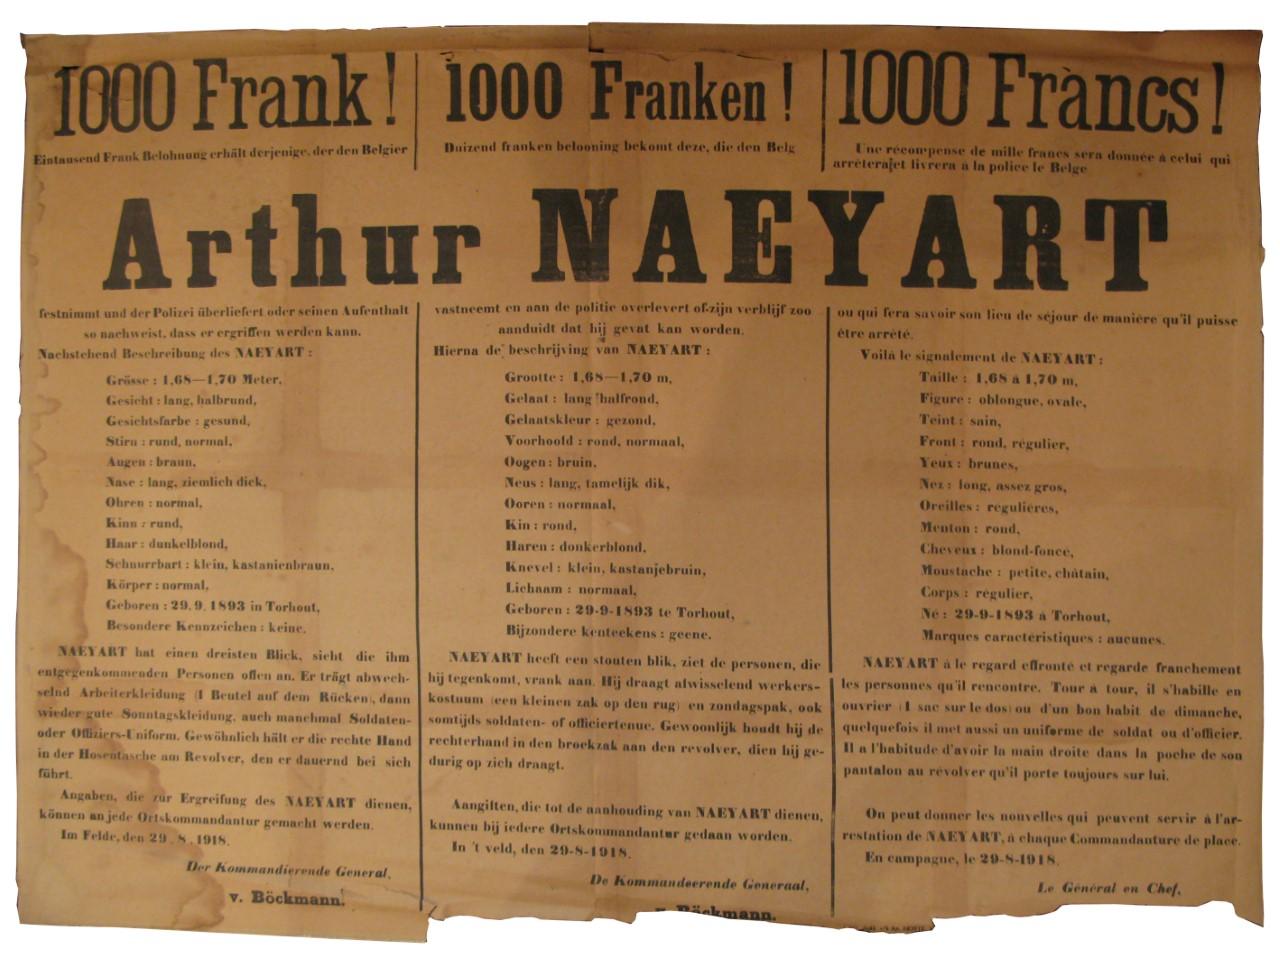 1000 Frank!
Eintausend Frank Belohnung erhält derjenige, der den Belgier
1000 Franken!
Duizend franken belooning bekomt deze, die den Belg
1000 Francs!
Une récompense de mille francs sera donnée à celui qui
arrêtera et livrera à la police le Belge
Arthur NAEYART
festnimmt und der Polizei überliefert oder seinen Aufenthalt
so nachweist, dass er ergriffen werden kann.
Nachstehend Beschreibung des NAEYART :
Grösse : 1,68—1,70 Meter,
Gesicht : lang, halbrund,
Gesichtsfarbe : gesund,
Stirn : rund, normal,
Augen : braun,
Nase : lang, ziemlich dick,
Ohren : normal,
Kinn : rund,
Haar : dunkelblond,
Schnurrbart : klein, kastanienbraun,
Körper : normal,
Geboren : 29.9.1893 in Torhout,
Besondere Kennzeichen : keine.
NAEYART hat einen dreisten Blick, sieht die ihm
entgegenkommenden Personen offen an. Er trägt abwech-
selnd Arbeiterkleidung (1 Beutel auf dem Rücken), dann
wieder gute Sonntagskleidung, auch manchmal Soldaten-
oder Offiziers-Uniform. Gewöhnlich hält er die rechte Hand
in der Hosentasche am Revolver, den er dauernd bei sich
führt.
Angaben, die zur Ergreifung des NAEYART dienen,
können an jede Ortskommandantur gemacht werden.
Im Felde, den 29.8.1918.
Der Kommandierende General,
v. Böckmann.
vastneemt en aan de politie overlevert of zijn verblijf zoo
aanduidt dat hij gevat kan worden.
Hierna de beschrijving van NAEYART :
Grootte : 1,68—1,70 m,
Gelaat : lang halfrond,
Gelaatskleur : gezond,
Voorhoofd : rond, normaal,
Oogen : bruin,
Neus : lang, tamelijk dik,
Ooren : normaal,
Kin : rond,
Haren : donkerblond,
Knevel : klein, kastanjebruin,
Lichaam : normaal,
Geboren : 29-9-1893 te Torhout,
Bijzondere kenteekens : geene.
NAEYART heeft een stouten blik, ziet de personen, die
hij tegenkomt, vrank aan. Hij draagt afwisselend werkers-
kostuum (een kleinen zak op den rug) en zondagspak, ook
somtijds soldaten- of officiertenue. Gewoonlijk houdt hij de
rechterhand in den broekzak aan den revolver, dien hij ge-
durig op zich draagt.
Aangiften, die tot de aanhouding van NAEYART dienen,
kunnen bij iedere Ortskommandantur gedaan worden.
In 't veld, den 29-8-1918.
De Kommandeerende Generaal,
v. Böckmann.
ou qui fera savoir son lieu de séjour de manière qu'il puisse
être arrêté.
Voilà le signalement de NAEYART :
Taille : 1,68 à 1,70 m,
Figure : oblongue, ovale,
Teint : sain,
Front : rond, régulier,
Yeux : brunes,
Nez : long, assez gros,
Oreilles : regulières,
Menton : rond,
Cheveux : blond-foncé,
Moustache : petite, châtain,
Corps : régulier,
Né : 29-9-1893 à Torhout,
Marques caractéristiques : aucunes.
NAEYART à le regard effronté et regarde franchement
les personnes qu'il rencontre. Tour à tour, il s'habille en
ouvrier (1 sac sur le dos) ou d'un bon habit de dimanche,
quelquefois il met aussi un uniforme de soldat ou d'officier.
Il a l'habitude d'avoir la main droite dans la poche de son
pantalon au révolver qu'il porte toujours sur lui.
On peut donner les nouvelles qui peuvent servir à l'ar-
restation de NAEYART, à chaque Commandanture de place.
En campagne, le 29-8-1918.
Le Général en Chef,